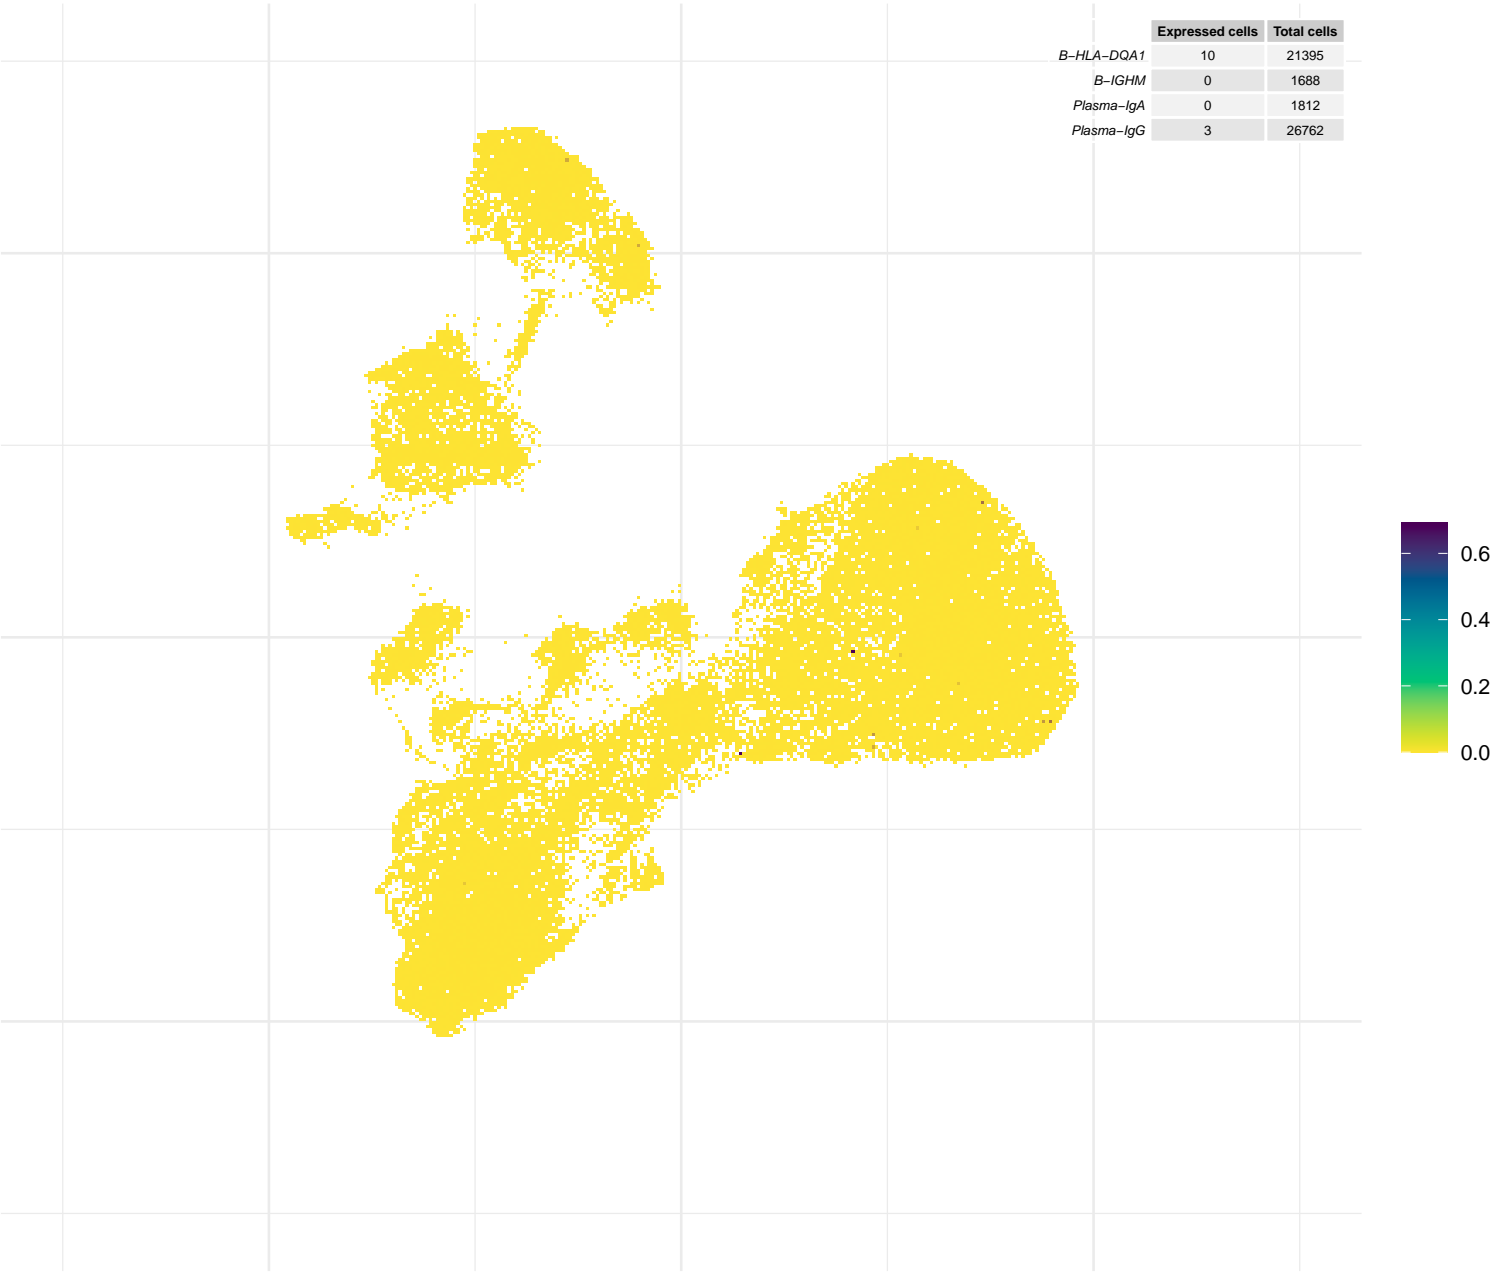 Expressed cells Total cells
B−HLA−DQA1 10 21395
B−IGHM 0 1688
Plasma−IgA 0 1812
Plasma−IgG 3 26762
0.6
0.4
0.2
0.0